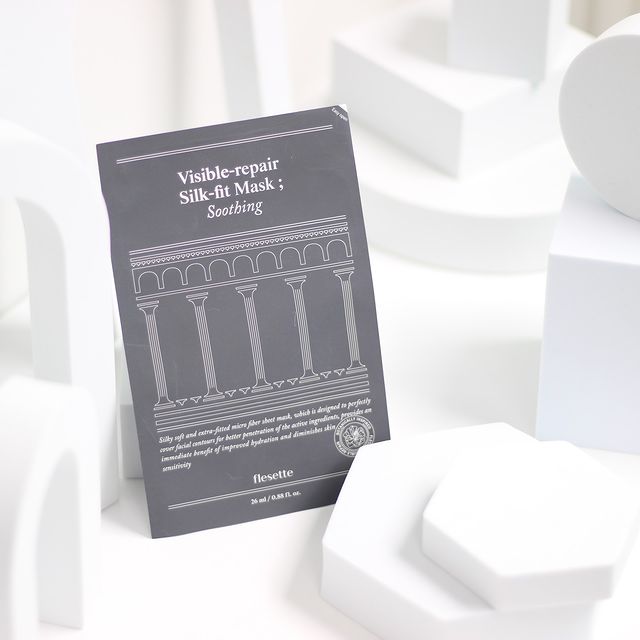 Easy open
Visible-repair
Silk-fit Mask ;
Soothing
Silky soft and extra-fitted micro fiber sheet mask, which is designed to perfectly
cover facial contours for better penetration of the active ingredients, provides an
immediate benefit of improved hydration and diminishes skin
sensitivity
flesette
26 ml / 0.88 fl. oz.